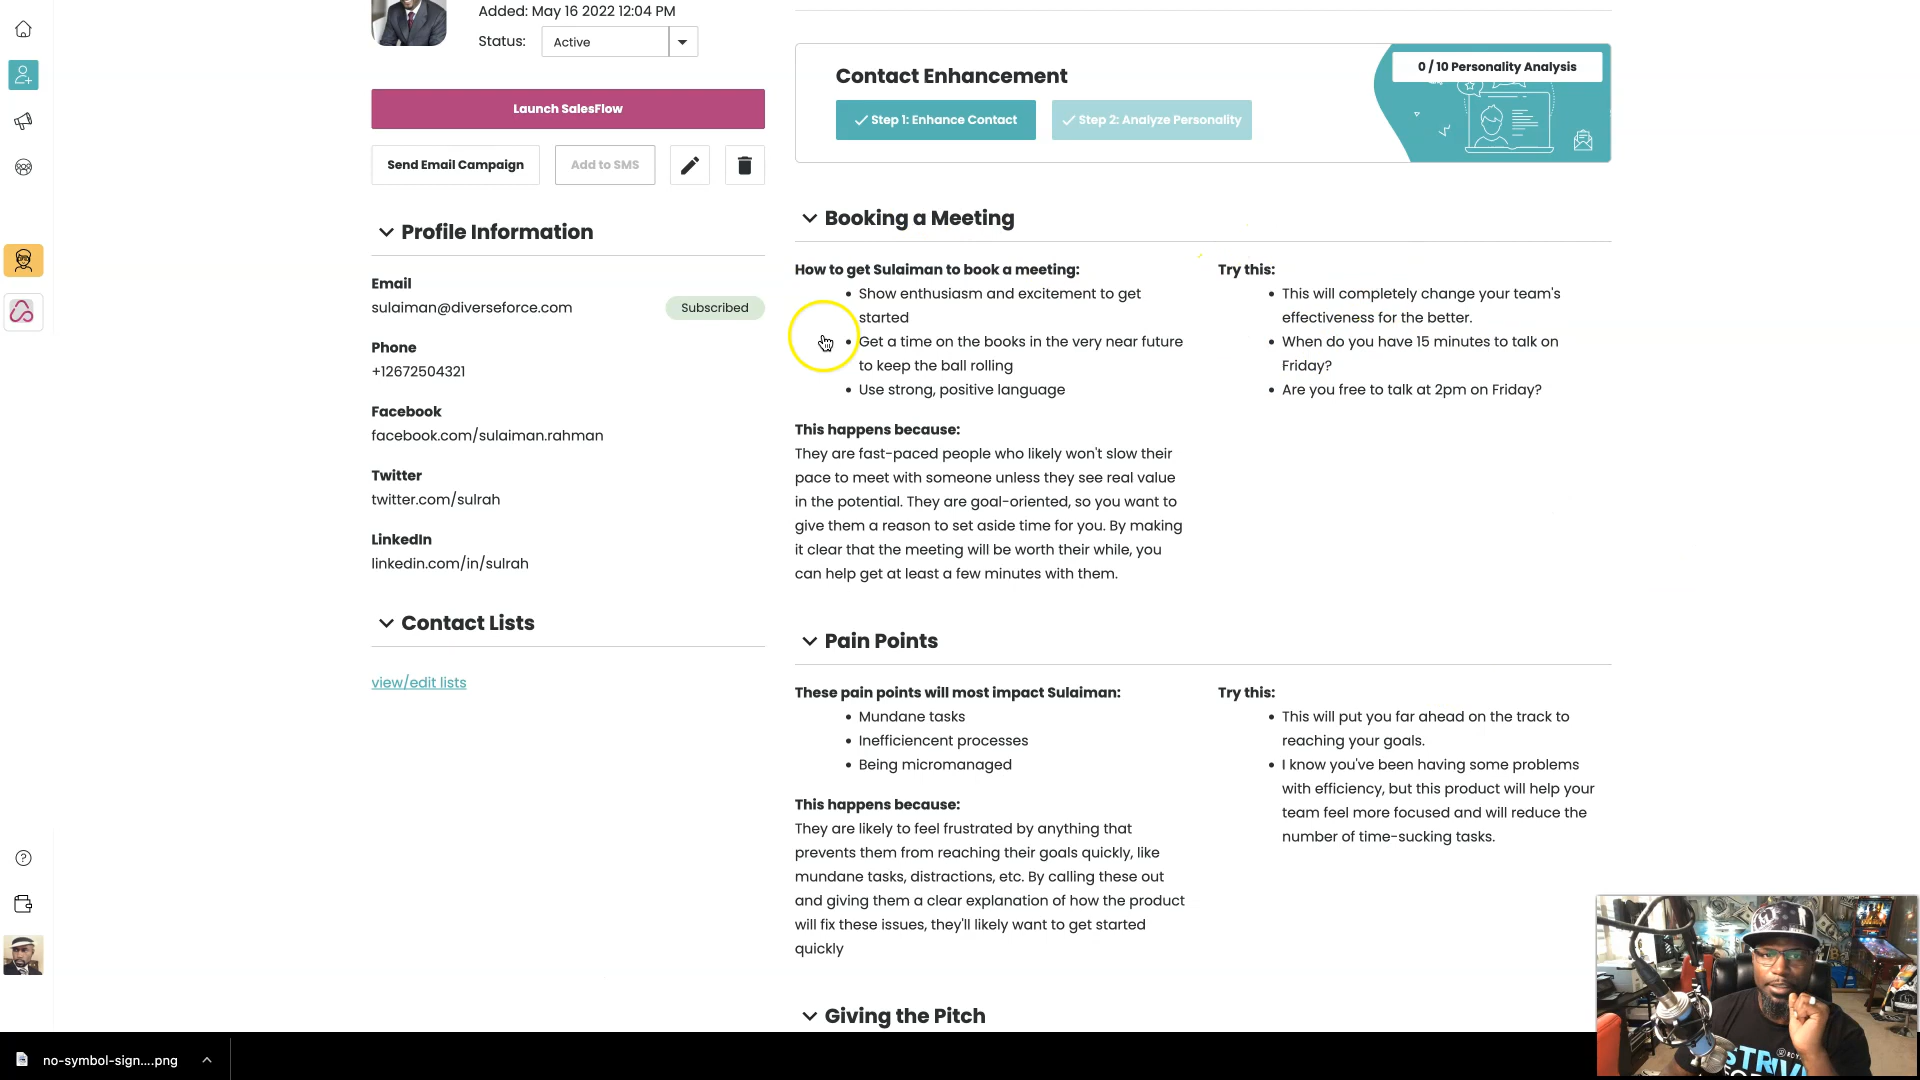 Added: May 16 2022 12:04 PM
Status:
Active
Launch SalesFlow
Send Email Campaign
Add to SMS
Profile Information
Email
sulaiman@diverseforce.com
Subscribed
Phone
+12672504321
Facebook
facebook.com/sulaiman.rahman
Twitter
twitter.com/sulrah
LinkedIn
linkedin.com/in/sulrah
Contact Lists
view/edit lists
Contact Enhancement
Step 1: Enhance Contact
Step 2: Analyze Personality
0 / 10 Personality Analysis
Booking a Meeting
How to get Sulaiman to book a meeting:
• Show enthusiasm and excitement to get
started
• Get a time on the books in the very near future
to keep the ball rolling
• Use strong, positive language
This happens because:
They are fast-paced people who likely won't slow their
pace to meet with someone unless they see real value
in the potential. They are goal-oriented, so you want to
give them a reason to set aside time for you. By making
it clear that the meeting will be worth their while, you
can help get at least a few minutes with them.
Try this:
• This will completely change your team's
effectiveness for the better.
• When do you have 15 minutes to talk on
Friday?
• Are you free to talk at 2pm on Friday?
Pain Points
These pain points will most impact Sulaiman:
• Mundane tasks
• Inefficiencent processes
• Being micromanaged
This happens because:
They are likely to feel frustrated by anything that
prevents them from reaching their goals quickly, like
mundane tasks, distractions, etc. By calling these out
and giving them a clear explanation of how the product
will fix these issues, they'll likely want to get started
quickly
Try this:
• This will put you far ahead on the track to
reaching your goals.
• I know you've been having some problems
with efficiency, but this product will help your
team feel more focused and will reduce the
number of time-sucking tasks.
Giving the Pitch
no-symbol-sign....png